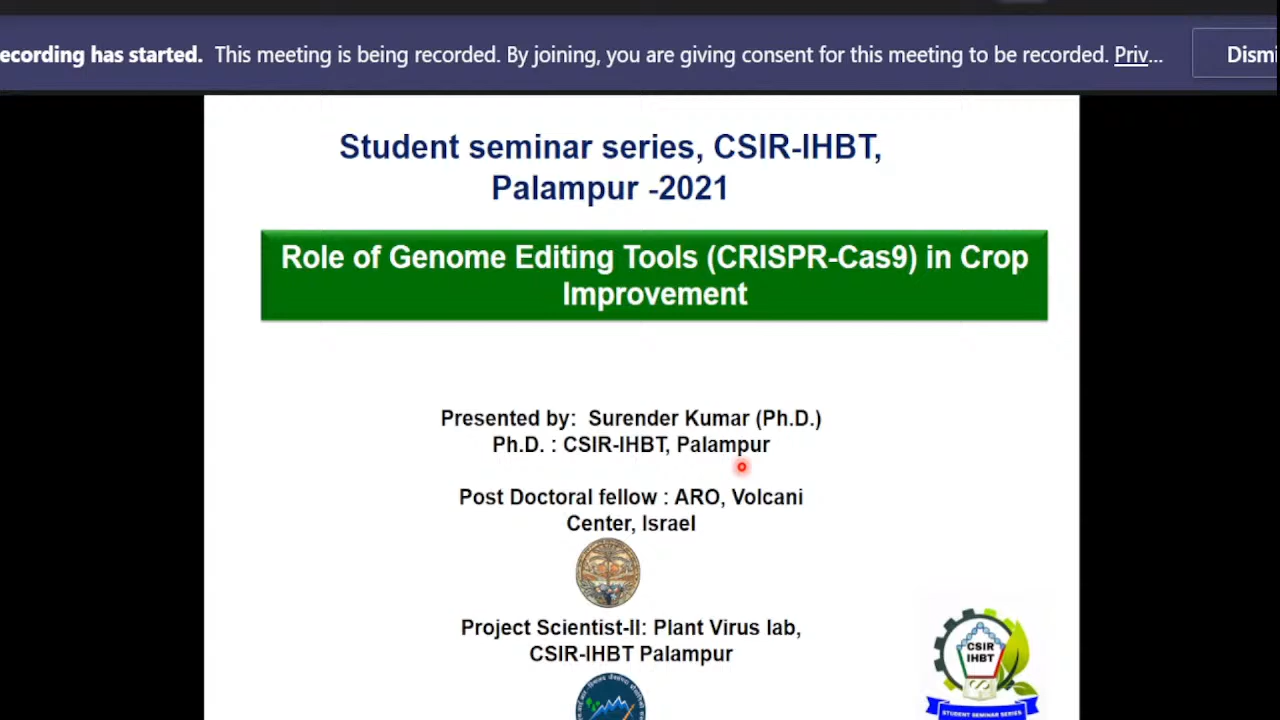 ecording has started. This meeting is being recorded. By joining, you are giving consent for this meeting to be recorded. Priv...
Dismi
Student seminar series, CSIR-IHBT,
Palampur -2021
Role of Genome Editing Tools (CRISPR-Cas9) in Crop
Improvement
Presented by: Surender Kumar (Ph.D.)
Ph.D. : CSIR-IHBT, Palampur
Post Doctoral fellow : ARO, Volcani
Center, Israel
Project Scientist-II: Plant Virus lab,
CSIR-IHBT Palampur
CSIR
IHBT
STUDENT SEMINAR SERIES